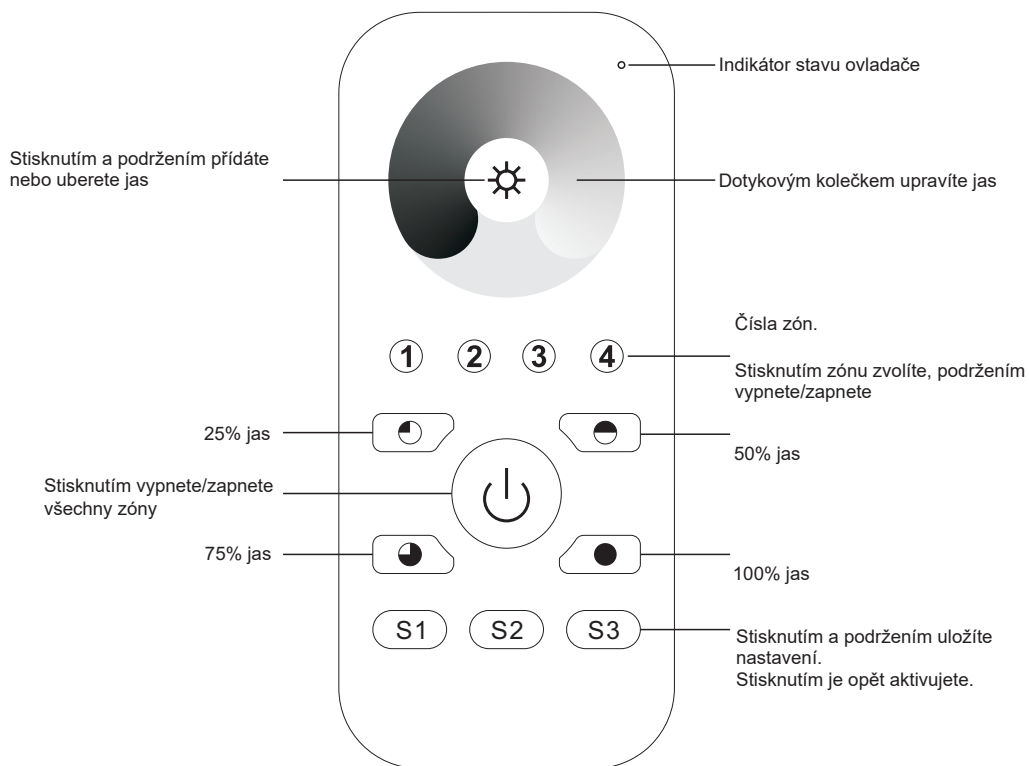 Indikátor stavu ovladače
Stisknutím a podržením přídáte
nebo uberete jas
Dotykovým kolečkem upravíte jas
Čísla zón.
1 2 3 4
Stisknutím zónu zvolíte, podržením
vypnete/zapnete
25% jas
50% jas
Stisknutím vypnete/zapnete
všechny zóny
75% jas
100% jas
S1 S2 S3
Stisknutím a podržením uložíte
nastavení.
Stisknutím je opět aktivujete.